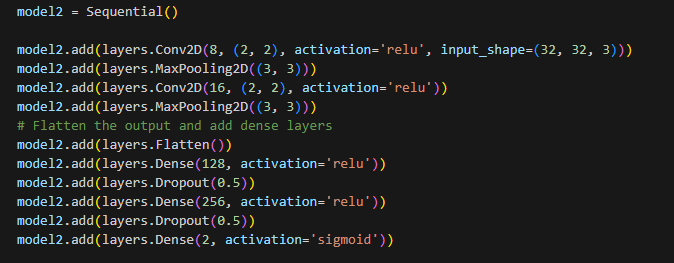 model2 = Sequential()
model2.add(layers.Conv2D(8, (2, 2), activation='relu', input_shape=(32, 32, 3)))
model2.add(layers.MaxPooling2D((3, 3)))
model2.add(layers.Conv2D(16, (2, 2), activation='relu'))
model2.add(layers.MaxPooling2D((3, 3)))
# Flatten the output and add dense layers
model2.add(layers.Flatten())
model2.add(layers.Dense(128, activation='relu'))
model2.add(layers.Dropout(0.5))
model2.add(layers.Dense(256, activation='relu'))
model2.add(layers.Dropout(0.5))
model2.add(layers.Dense(2, activation='sigmoid'))